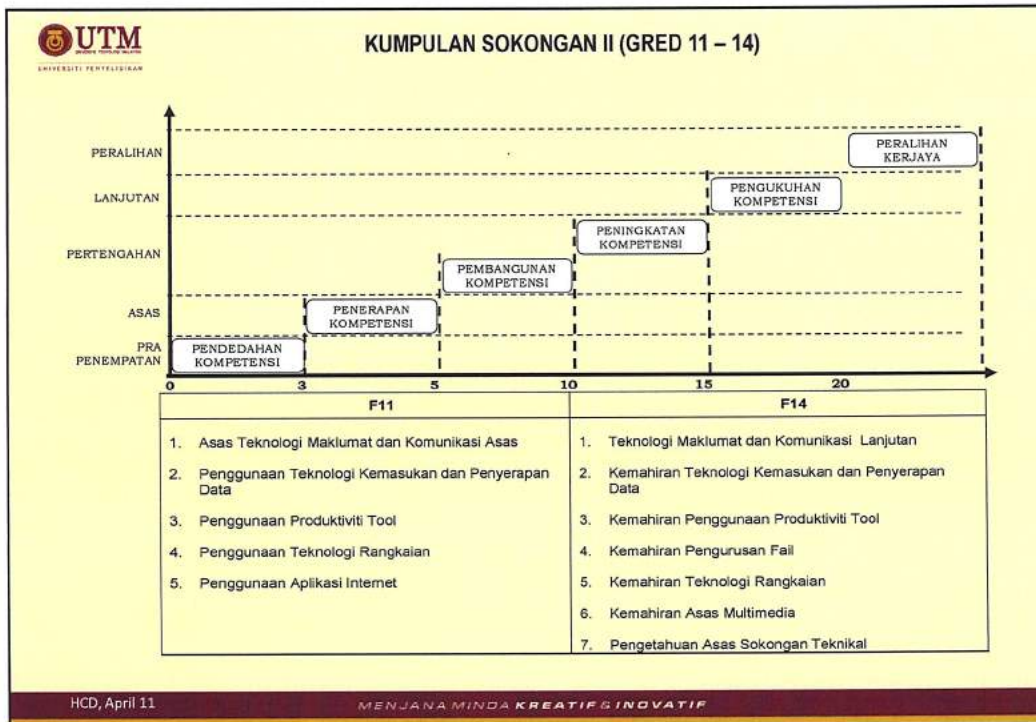 UTM
UNIVERSITI TEKNOLOGI MALAYSIA
UNIVERSITI PENYELIDIKAN
KUMPULAN SOKONGAN II (GRED 11 – 14)
PERALIHAN
LANJUTAN
PERTENGAHAN
ASAS
PRA
PENEMPATAN
PERALIHAN
KERJAYA
PENGUKUHAN
KOMPETENSI
PENINGKATAN
KOMPETENSI
PEMBANGUNAN
KOMPETENSI
PENERAPAN
KOMPETENSI
PENDEDAHAN
KOMPETENSI
0 3 5 10 15 20
F11
1. Asas Teknologi Maklumat dan Komunikasi Asas
2. Penggunaan Teknologi Kemasukan dan Penyerapan
Data
3. Penggunaan Produktiviti Tool
4. Penggunaan Teknologi Rangkaian
5. Penggunaan Aplikasi Internet
F14
1. Teknologi Maklumat dan Komunikasi Lanjutan
2. Kemahiran Teknologi Kemasukan dan Penyerapan
Data
3. Kemahiran Penggunaan Produktiviti Tool
4. Kemahiran Pengurusan Fail
5. Kemahiran Teknologi Rangkaian
6. Kemahiran Asas Multimedia
7. Pengetahuan Asas Sokongan Teknikal
HCD, April 11
MENJANA MINDA KREATIF & INOVATIF